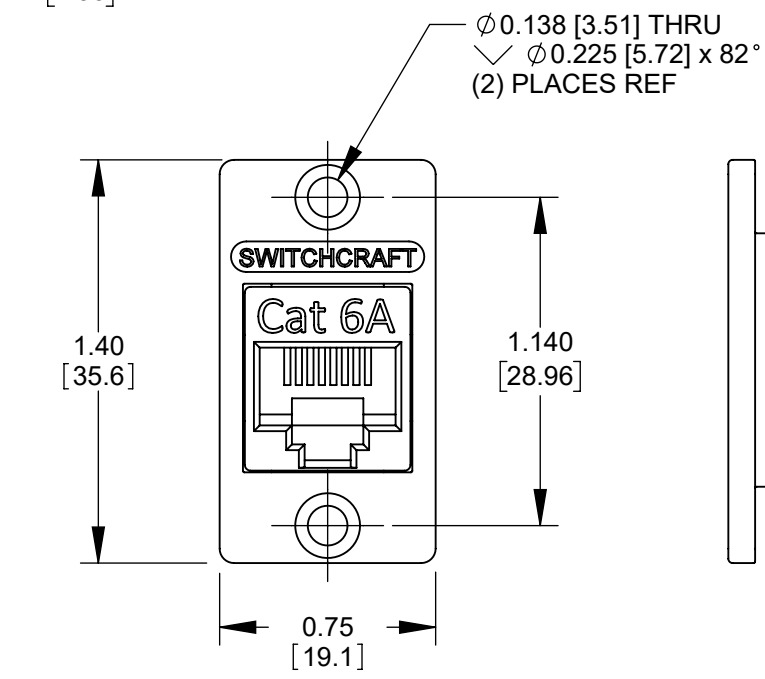 ⌀0.138 [3.51] THRU
⌵ ⌀0.225 [5.72] x 82°
(2) PLACES REF
SWITCHCRAFT
Cat 6A
1.40
[35.6]
1.140
[28.96]
0.75
[19.1]